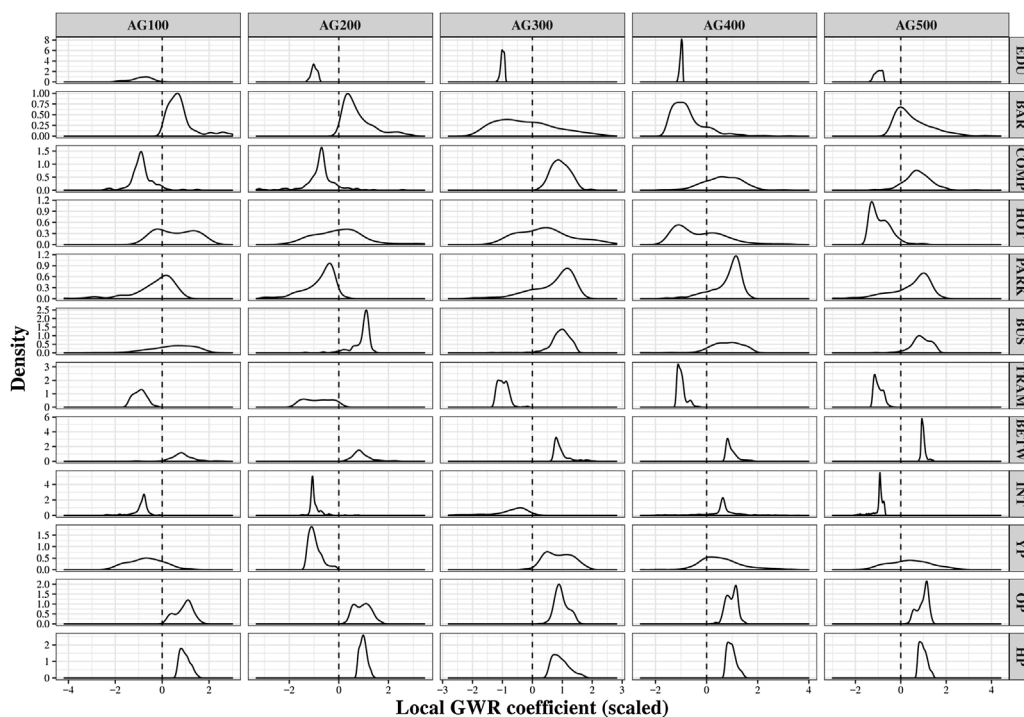 AG100 AG200 AG300 AG400 AG500
8 6 4 2 0 EDU
1.00 0.75 0.50 0.25 0.00 BAR
1.5 1.0 0.5 0.0 COMP
1.2 0.9 0.6 0.3 0.0
1.2 0.9 0.6 0.3 0.0 PARK
2.5 2.0 1.5 1.0 0.5 0.0 BUS
3 2 1 0 TRAM
6 4 2 0 BETW
4 2 0 INT
1.5 1.0 0.5 0.0 YP
2.0 1.5 1.0 0.5 0.0 OP
2 1 0 HP
Density
−4 −2 0 2 −2 0 2 −3 −2 −1 0 1 2 3 −2 0 2 4 −2 0 2 4
Local GWR coefficient (scaled)